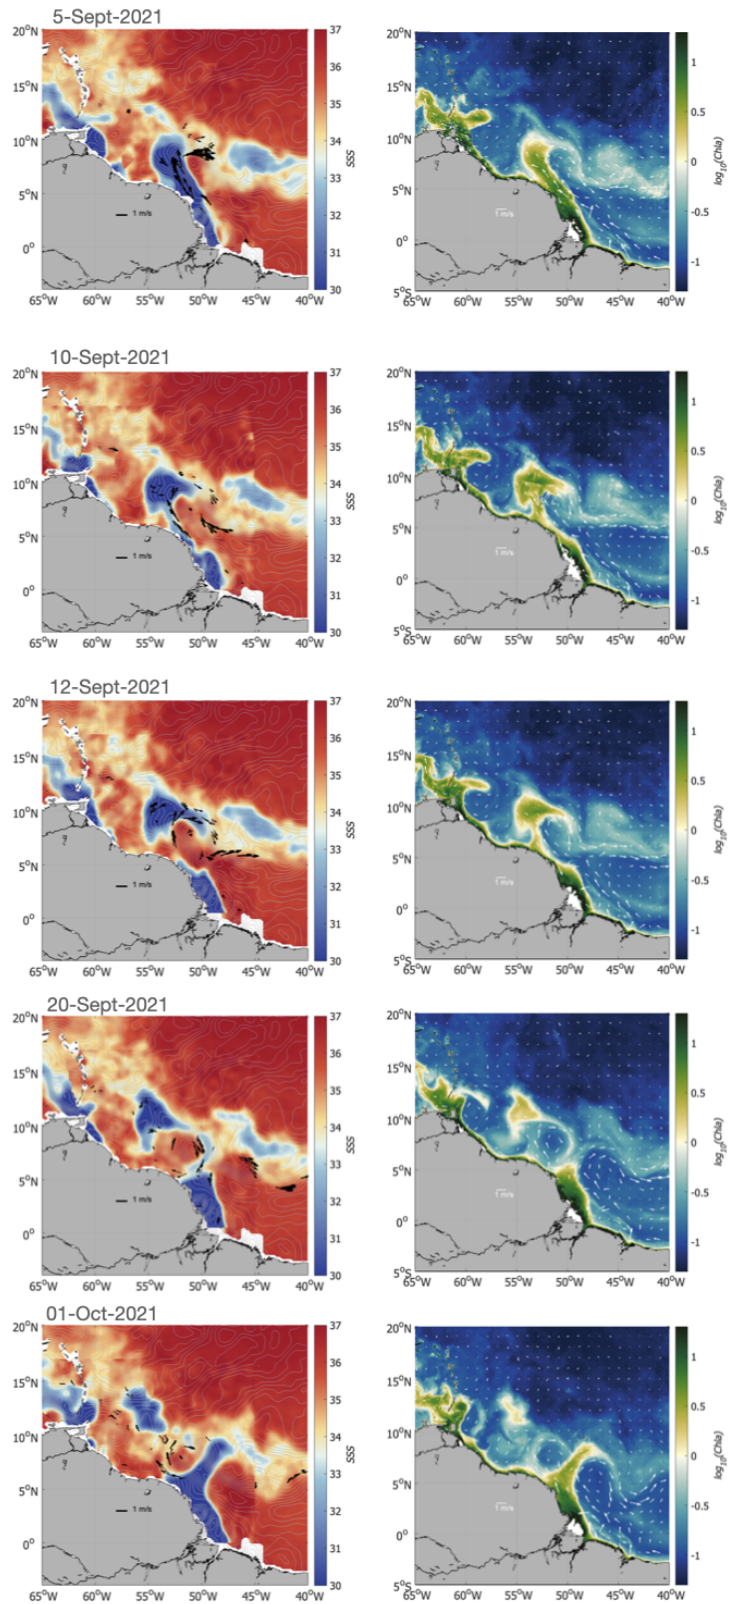 5-Sept-2021
20°N
15°N
10°N
5°N
0°
65°W 60°W 55°W 50°W 45°W 40°W
1 m/s
37
36
35
34
33
32
31
30
SSS
20°N
15°N
10°N
5°N
0°
5°S
65°W 60°W 55°W 50°W 45°W 40°W
1 m/s
1
0.5
0
-0.5
-1
log10(Chla)
10-Sept-2021
20°N
15°N
10°N
5°N
0°
65°W 60°W 55°W 50°W 45°W 40°W
1 m/s
37
36
35
34
33
32
31
30
SSS
20°N
15°N
10°N
5°N
0°
5°S
65°W 60°W 55°W 50°W 45°W 40°W
1 m/s
1
0.5
0
-0.5
-1
log10(Chla)
12-Sept-2021
20°N
15°N
10°N
5°N
0°
65°W 60°W 55°W 50°W 45°W 40°W
1 m/s
37
36
35
34
33
32
31
30
SSS
20°N
15°N
10°N
5°N
0°
5°S
65°W 60°W 55°W 50°W 45°W 40°W
1 m/s
1
0.5
0
-0.5
-1
log10(Chla)
20-Sept-2021
20°N
15°N
10°N
5°N
0°
65°W 60°W 55°W 50°W 45°W 40°W
1 m/s
37
36
35
34
33
32
31
30
SSS
20°N
15°N
10°N
5°N
0°
5°S
65°W 60°W 55°W 50°W 45°W 40°W
1 m/s
1
0.5
0
-0.5
-1
log10(Chla)
01-Oct-2021
20°N
15°N
10°N
5°N
0°
65°W 60°W 55°W 50°W 45°W 40°W
1 m/s
37
36
35
34
33
32
31
30
SSS
20°N
15°N
10°N
5°N
0°
5°S
65°W 60°W 55°W 50°W 45°W 40°W
1 m/s
1
0.5
0
-0.5
-1
log10(Chla)